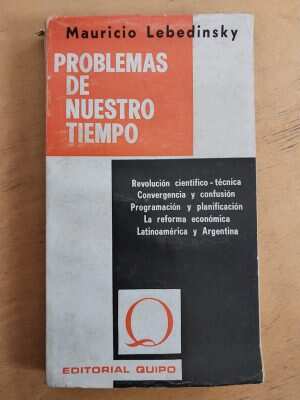 Mauricio Lebedinsky
PROBLEMAS
DE
NUESTRO
TIEMPO
Revolución científico-técnica
Convergencia y confusión
Programación y planificación
La reforma económica
Latinoamérica y Argentina
Q
EDITORIAL QUIPO